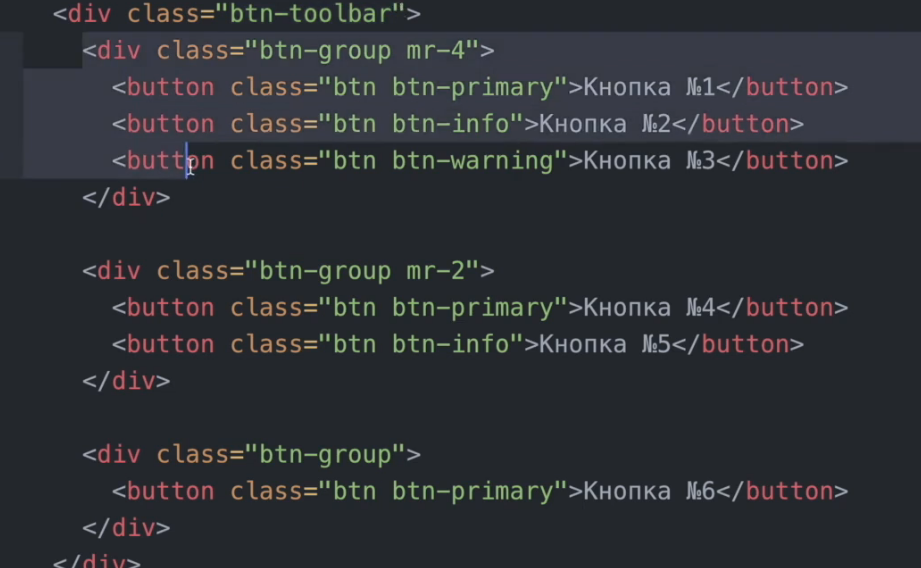 <div class="btn-toolbar">
<div class="btn-group mr-4">
<button class="btn btn-primary">Кнопка №1</button>
<button class="btn btn-info">Кнопка №2</button>
<button class="btn btn-warning">Кнопка №3</button>
</div>
<div class="btn-group mr-2">
<button class="btn btn-primary">Кнопка №4</button>
<button class="btn btn-info">Кнопка №5</button>
</div>
<div class="btn-group">
<button class="btn btn-primary">Кнопка №6</button>
</div>
</div>